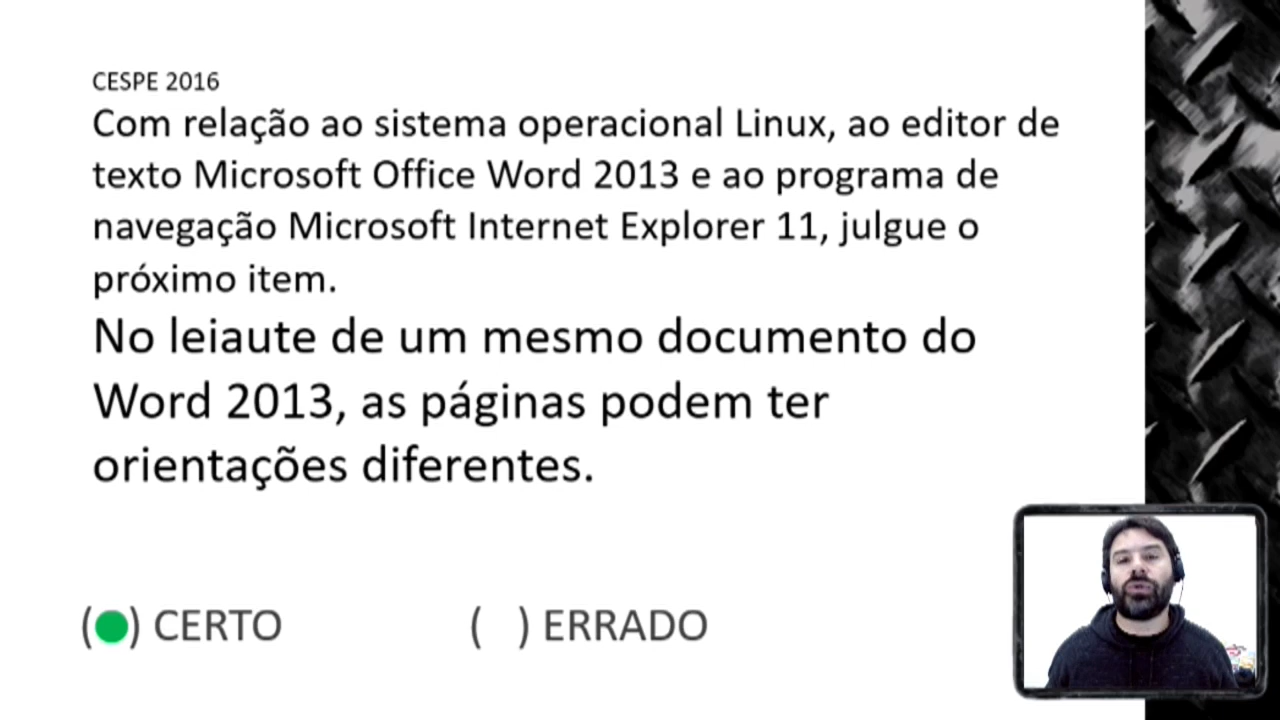 CESPE 2016
Com relação ao sistema operacional Linux, ao editor de
texto Microsoft Office Word 2013 e ao programa de
navegação Microsoft Internet Explorer 11, julgue o
próximo item.
No leiaute de um mesmo documento do
Word 2013, as páginas podem ter
orientações diferentes.
( ) CERTO ( ) ERRADO